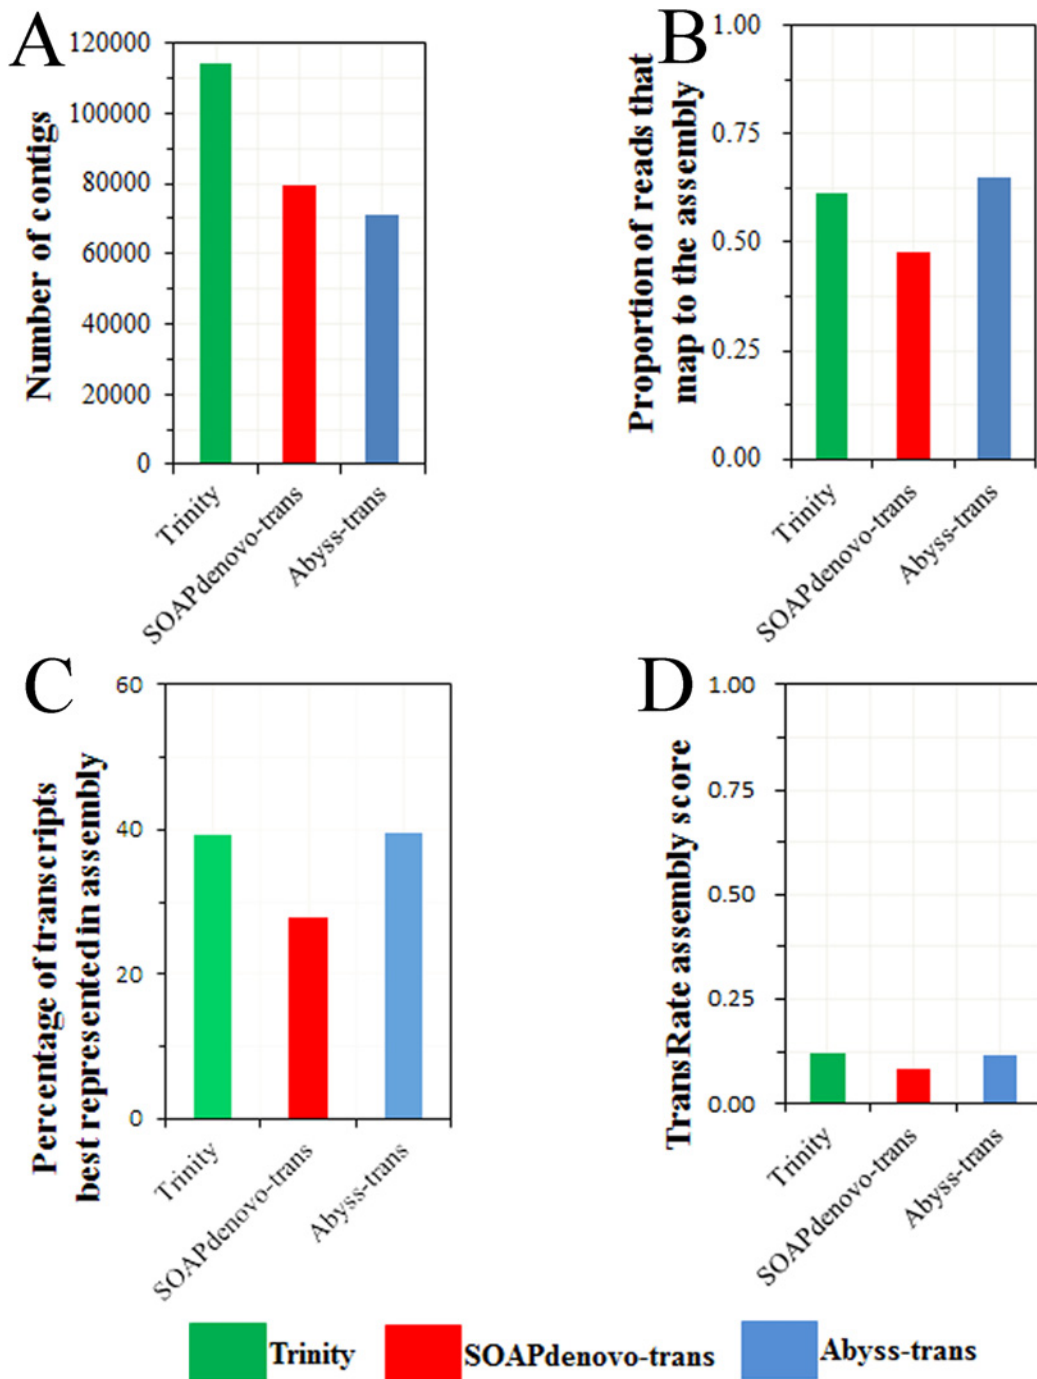 A
Number of contigs
120000
100000
80000
60000
40000
20000
0
Trinity
SOAPdenovo-trans
Abyss-trans
B
Proportion of reads that
map to the assembly
1.00
0.75
0.50
0.25
0.00
Trinity
SOAPdenovo-trans
Abyss-trans
C
Percentage of transcripts
best representedin assembly
60
40
20
0
Trinity
SOAPdenovo-trans
Abyss-trans
D
TransRate assembly score
1.00
0.75
0.50
0.25
0.00
Trinity
SOAPdenovo-trans
Abyss-trans
Trinity
SOAPdenovo-trans
Abyss-trans